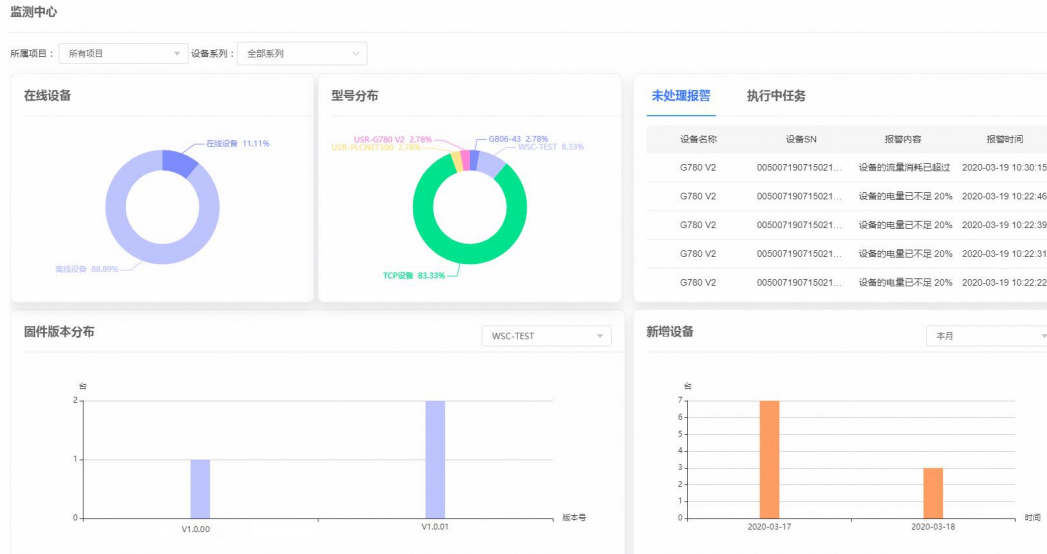 监测中心
所属项目： 所有项目 设备系列： 全部系列
在线设备
在线设备 11.11%
离线设备 88.89%
型号分布
USR-G780 V2 2.78%
G806-43 2.78%
USR-PLCNET500 2.78%
WSC-TEST 8.33%
TCP设备 83.33%
未处理报警 执行中任务
设备名称 设备SN 报警内容 报警时间
G780 V2 005007190715021... 设备的流量消耗已超过 2020-03-19 10:30:15
G780 V2 005007190715021... 设备的电量已不足 20% 2020-03-19 10:22:46
G780 V2 005007190715021... 设备的电量已不足 20% 2020-03-19 10:22:39
G780 V2 005007190715021... 设备的电量已不足 20% 2020-03-19 10:22:31
G780 V2 005007190715021... 设备的电量已不足 20% 2020-03-19 10:22:22
固件版本分布 WSC-TEST
台
2
1
0
V1.0.00 V1.0.01 版本号
新增设备 本月
台
7
6
5
4
3
2
1
0
2020-03-17 2020-03-18 时间